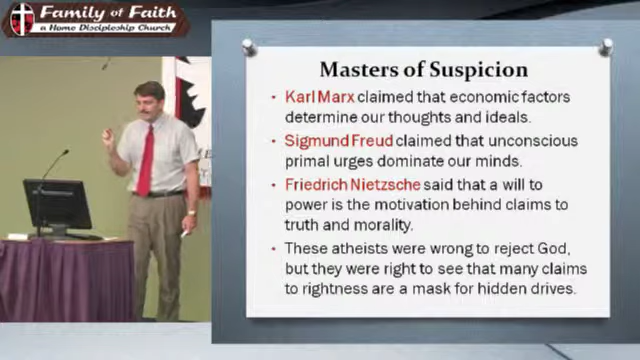 Family of Faith
a Home Discipleship Church
Masters of Suspicion
• Karl Marx claimed that economic factors
determine our thoughts and ideals.
• Sigmund Freud claimed that unconscious
primal urges dominate our minds.
• Friedrich Nietzsche said that a will to
power is the motivation behind claims to
truth and morality.
• These atheists were wrong to reject God,
but they were right to see that many claims
to rightness are a mask for hidden drives.